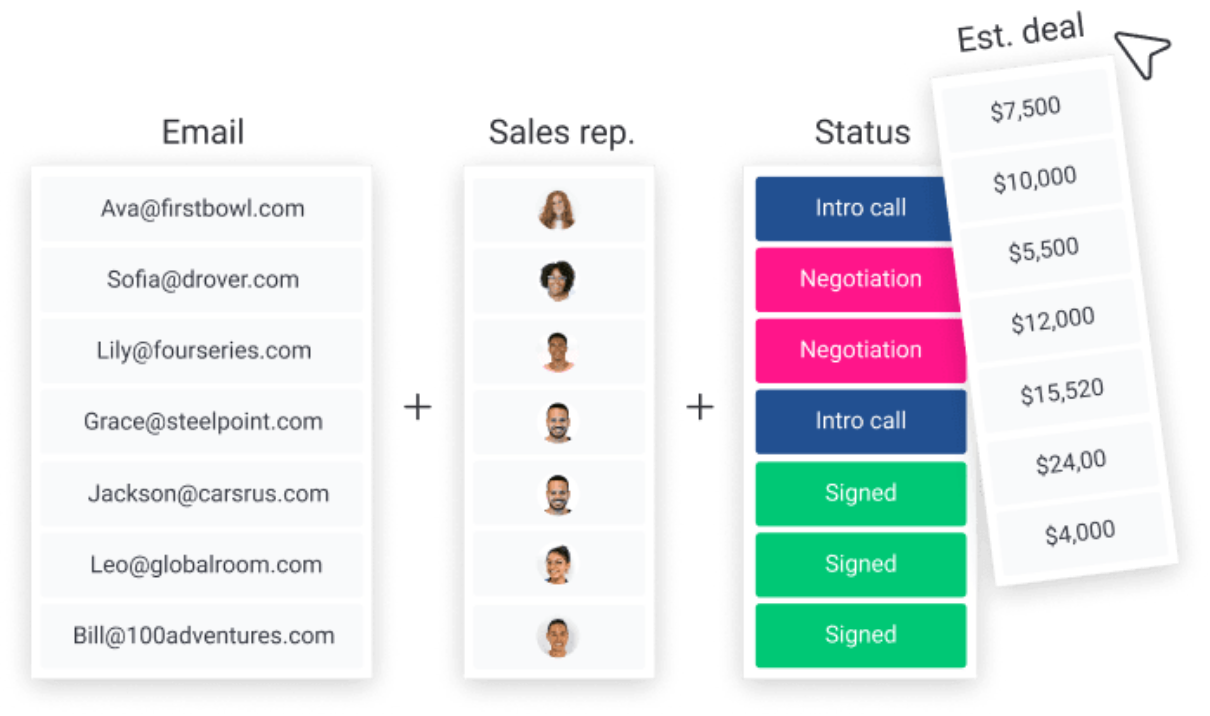 Est. deal
Email
Sales rep.
Status
Ava@firstbowl.com
Sofia@drover.com
Lily@fourseries.com
Grace@steelpoint.com
Jackson@carsrus.com
Leo@globalroom.com
Bill@100adventures.com
+
+
Intro call
Negotiation
Negotiation
Intro call
Signed
Signed
Signed
$7,500
$10,000
$5,500
$12,000
$15,520
$24,00
$4,000